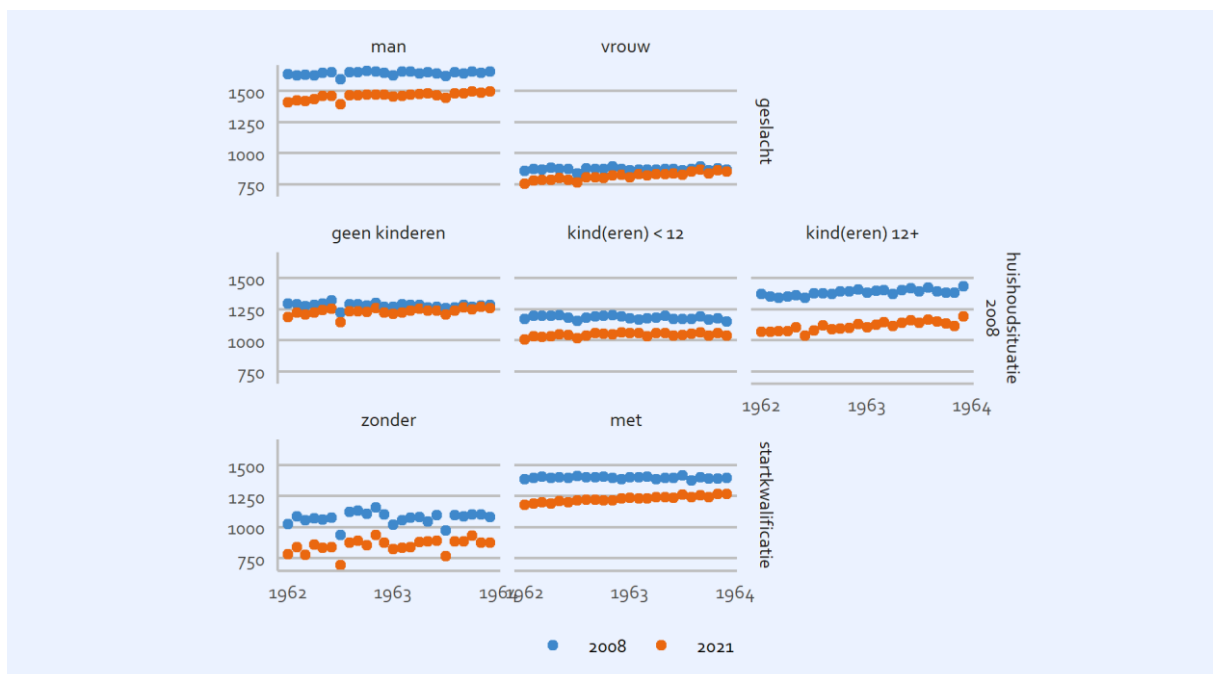 man vrouw
1500
1250
1000
750
geslacht
geen kinderen kind(eren) < 12 kind(eren) 12+
1500
1250
1000
750
huishoudsituatie
2008
1962 1963 1964
zonder met
1500
1250
1000
750
startkwalificatie
1962 1963 1964 1962 1963 1964
2008 2021